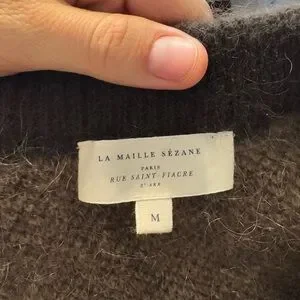 LA MAILLE SÉZANE
PARIS
RUE SAINT-FIACRE
2E ARR
M